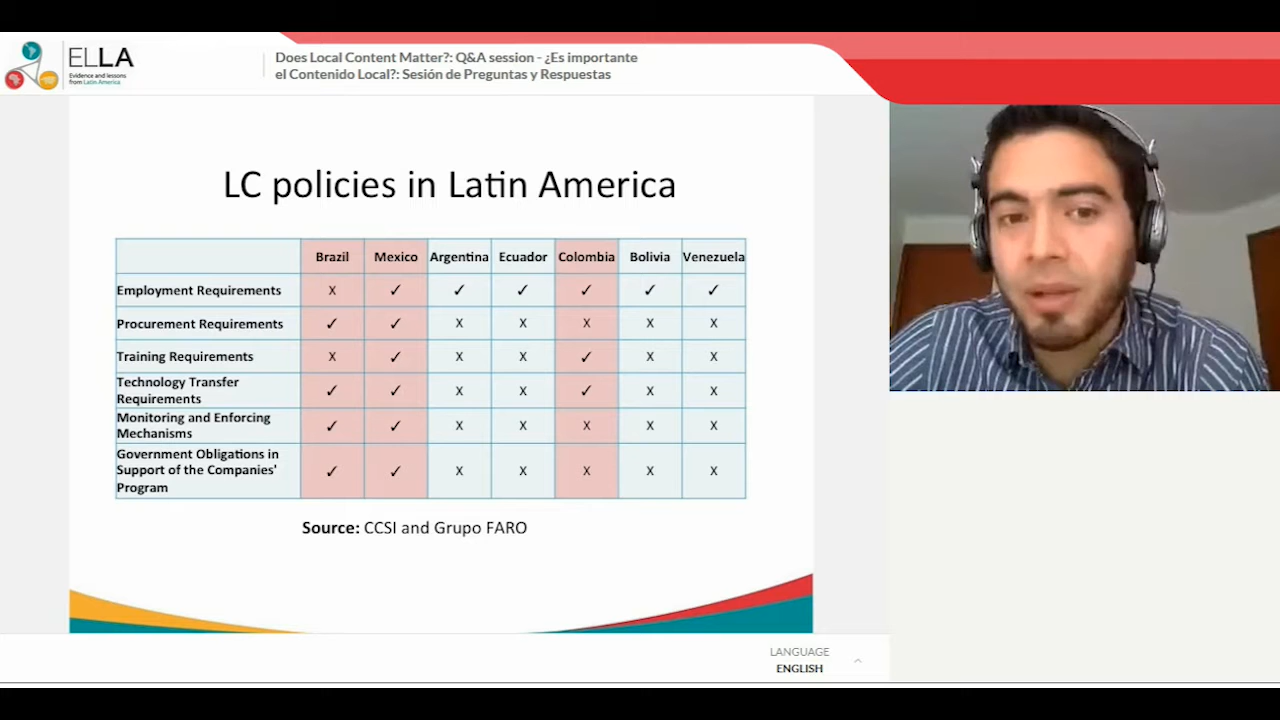 ELLA
Evidence and lessons
from Latin America
Does Local Content Matter?: Q&A session - ¿Es importante
el Contenido Local?: Sesión de Preguntas y Respuestas
LC policies in Latin America
Brazil Mexico Argentina Ecuador Colombia Bolivia Venezuela
Employment Requirements X ✓ ✓ ✓ ✓ ✓ ✓
Procurement Requirements ✓ ✓ X X X X X
Training Requirements X ✓ X X ✓ X X
Technology Transfer
Requirements ✓ ✓ X X ✓ X X
Monitoring and Enforcing
Mechanisms ✓ ✓ X X X X X
Government Obligations in
Support of the Companies' ✓ ✓ X X X X X
Program
Source: CCSI and Grupo FARO
LANGUAGE
ENGLISH